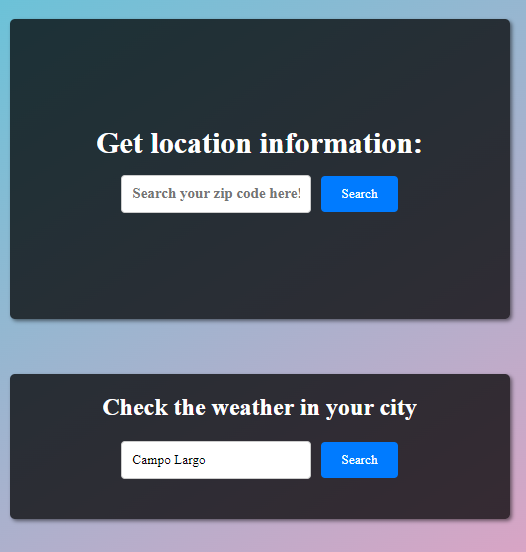 Get location information:
Search your zip code here!
Search
Check the weather in your city
Campo Largo
Search